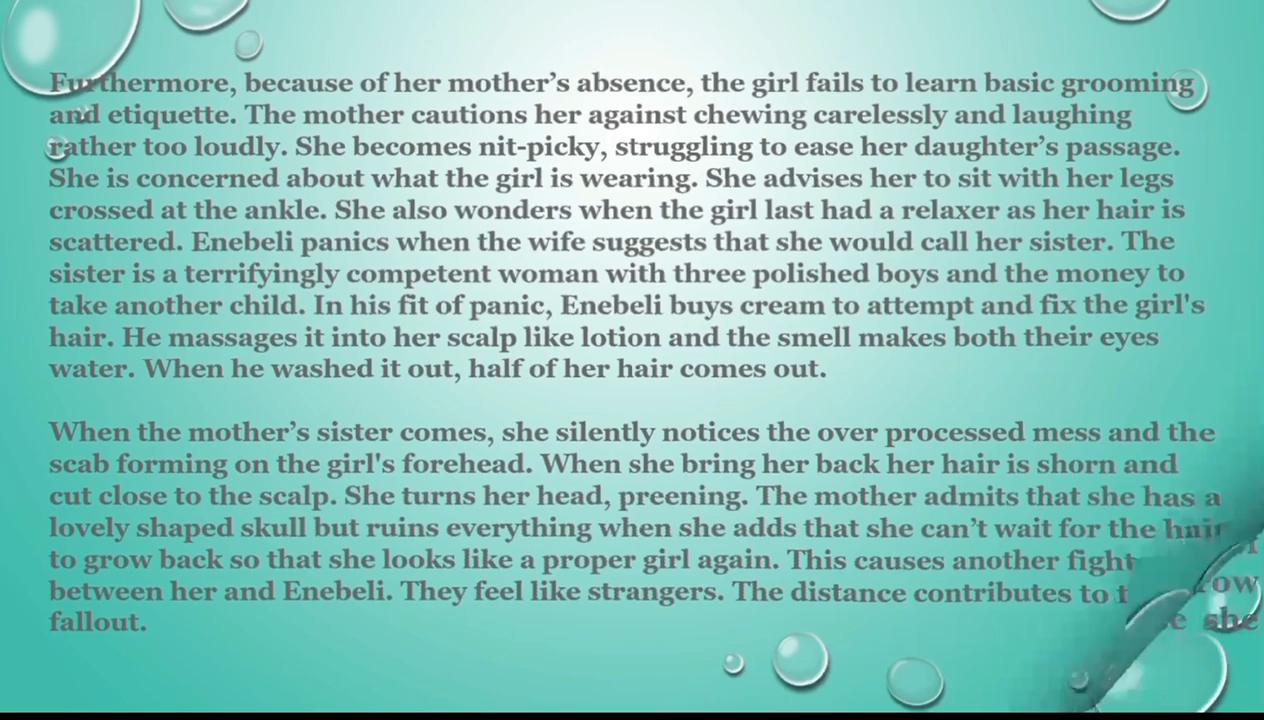 Furthermore, because of her mother’s absence, the girl fails to learn basic grooming
and etiquette. The mother cautions her against chewing carelessly and laughing
rather too loudly. She becomes nit-picky, struggling to ease her daughter’s passage.
She is concerned about what the girl is wearing. She advises her to sit with her legs
crossed at the ankle. She also wonders when the girl last had a relaxer as her hair is
scattered. Enebeli panics when the wife suggests that she would call her sister. The
sister is a terrifyingly competent woman with three polished boys and the money to
take another child. In his fit of panic, Enebeli buys cream to attempt and fix the girl's
hair. He massages it into her scalp like lotion and the smell makes both their eyes
water. When he washed it out, half of her hair comes out.
When the mother’s sister comes, she silently notices the over processed mess and the
scab forming on the girl's forehead. When she bring her back her hair is shorn and
cut close to the scalp. She turns her head, preening. The mother admits that she has a
lovely shaped skull but ruins everything when she adds that she can’t wait for the hair
to grow back so that she looks like a proper girl again. This causes another fight
between her and Enebeli. They feel like strangers. The distance contributes to
fallout.
she